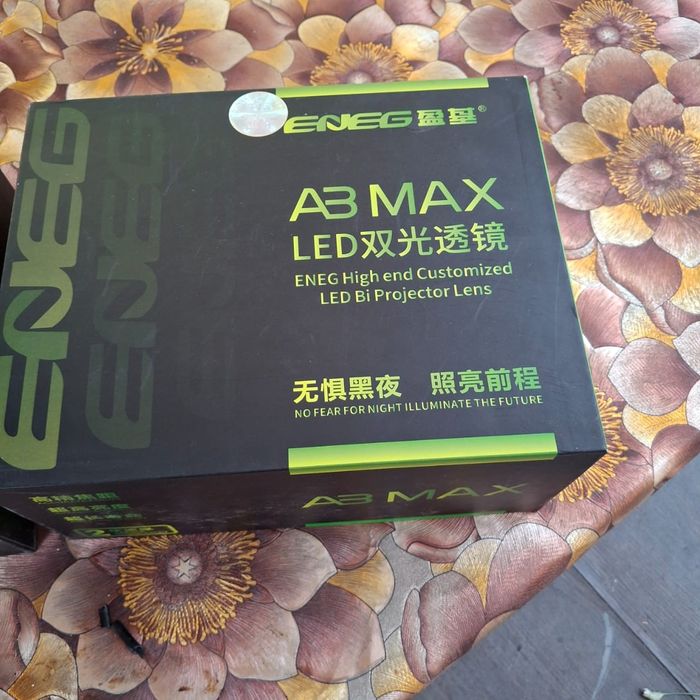 ENEG
ENEG
ENEG 盈基®
A3 MAX
LED双光透镜
ENEG High end Customized
LED Bi Projector Lens
无惧黑夜 照亮前程
NO FEAR FOR NIGHT ILLUMINATE THE FUTURE
A3 MAX